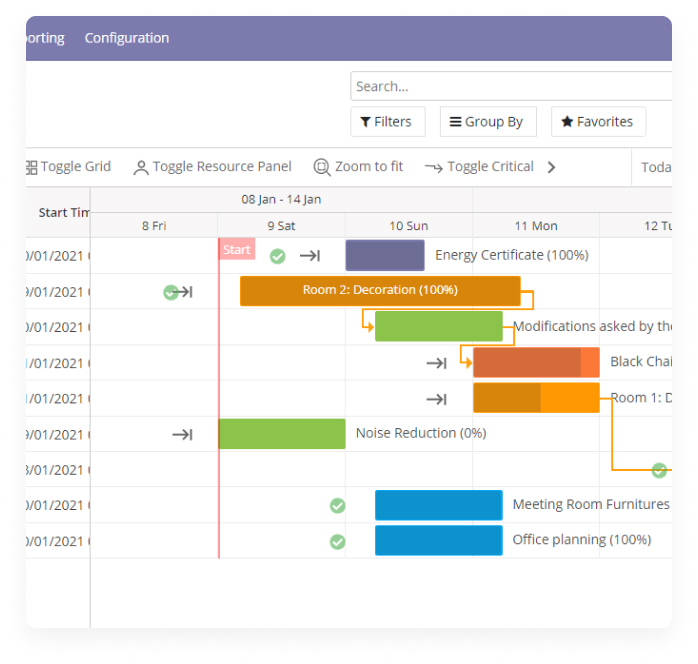 orting Configuration
Search...
Filters Group By Favorites
Toggle Grid Toggle Resource Panel Zoom to fit Toggle Critical Toda
08 Jan - 14 Jan
Start Tim
8 Fri 9 Sat 10 Sun 11 Mon 12 Tu
Start
0/01/2021 Energy Certificate (100%)
9/01/2021 Room 2: Decoration (100%)
0/01/2021 Modifications asked by the
1/01/2021 Black Chai
1/01/2021 Room 1: D
9/01/2021 Noise Reduction (0%)
8/01/2021
0/01/2021 Meeting Room Furnitures
0/01/2021 Office planning (100%)